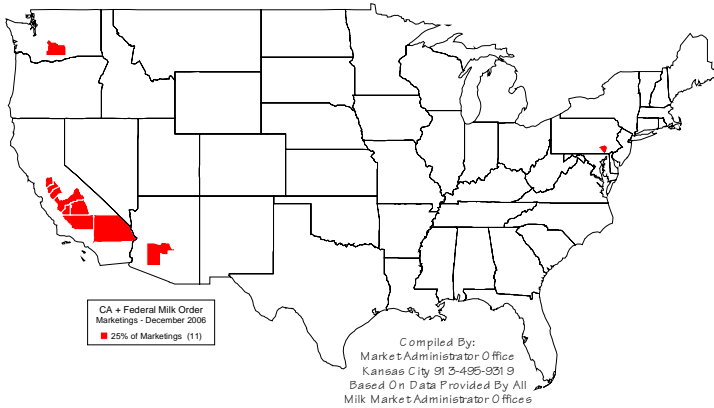 CA + Federal Milk Order
Marketings - December 2006
25% of Marketings (11)
Compiled By:
Market Administrator Office
Kansas City 913-495-9319
Based On Data Provided By All
Milk Market Administrator Offices